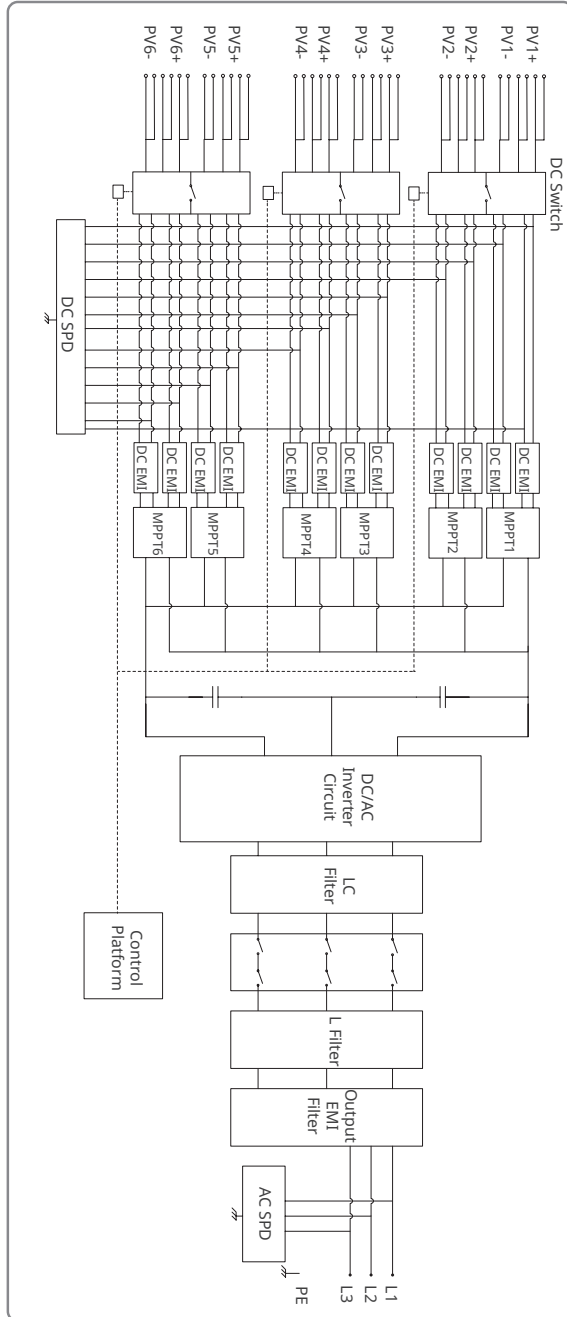 PV6-
PV6+
PV5-
PV5+
PV4-
PV4+
PV3-
PV3+
PV2-
PV2+
PV1-
PV1+
DC Switch
DC SPD
DC EMI
DC EMI
DC EMI
DC EMI
DC EMI
DC EMI
DC EMI
DC EMI
DC EMI
DC EMI
DC EMI
DC EMI
MPPT6
MPPT5
MPPT4
MPPT3
MPPT2
MPPT1
DC/AC
Inverter
Circuit
LC
Filter
Control
Platform
L Filter
Output
EMI
Filter
AC SPD
PE
L3
L2
L1